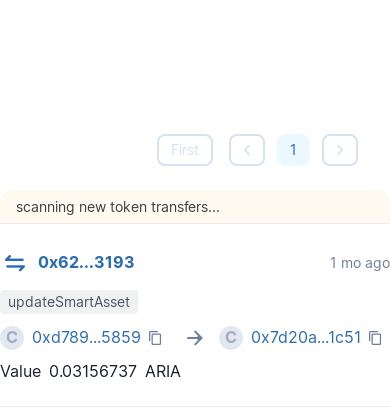 First 1
scanning new token transfers...
0x62...3193 1 mo ago
updateSmartAsset
C 0xd789...5859 C 0x7d20a...1c51
Value 0.03156737 ARIA